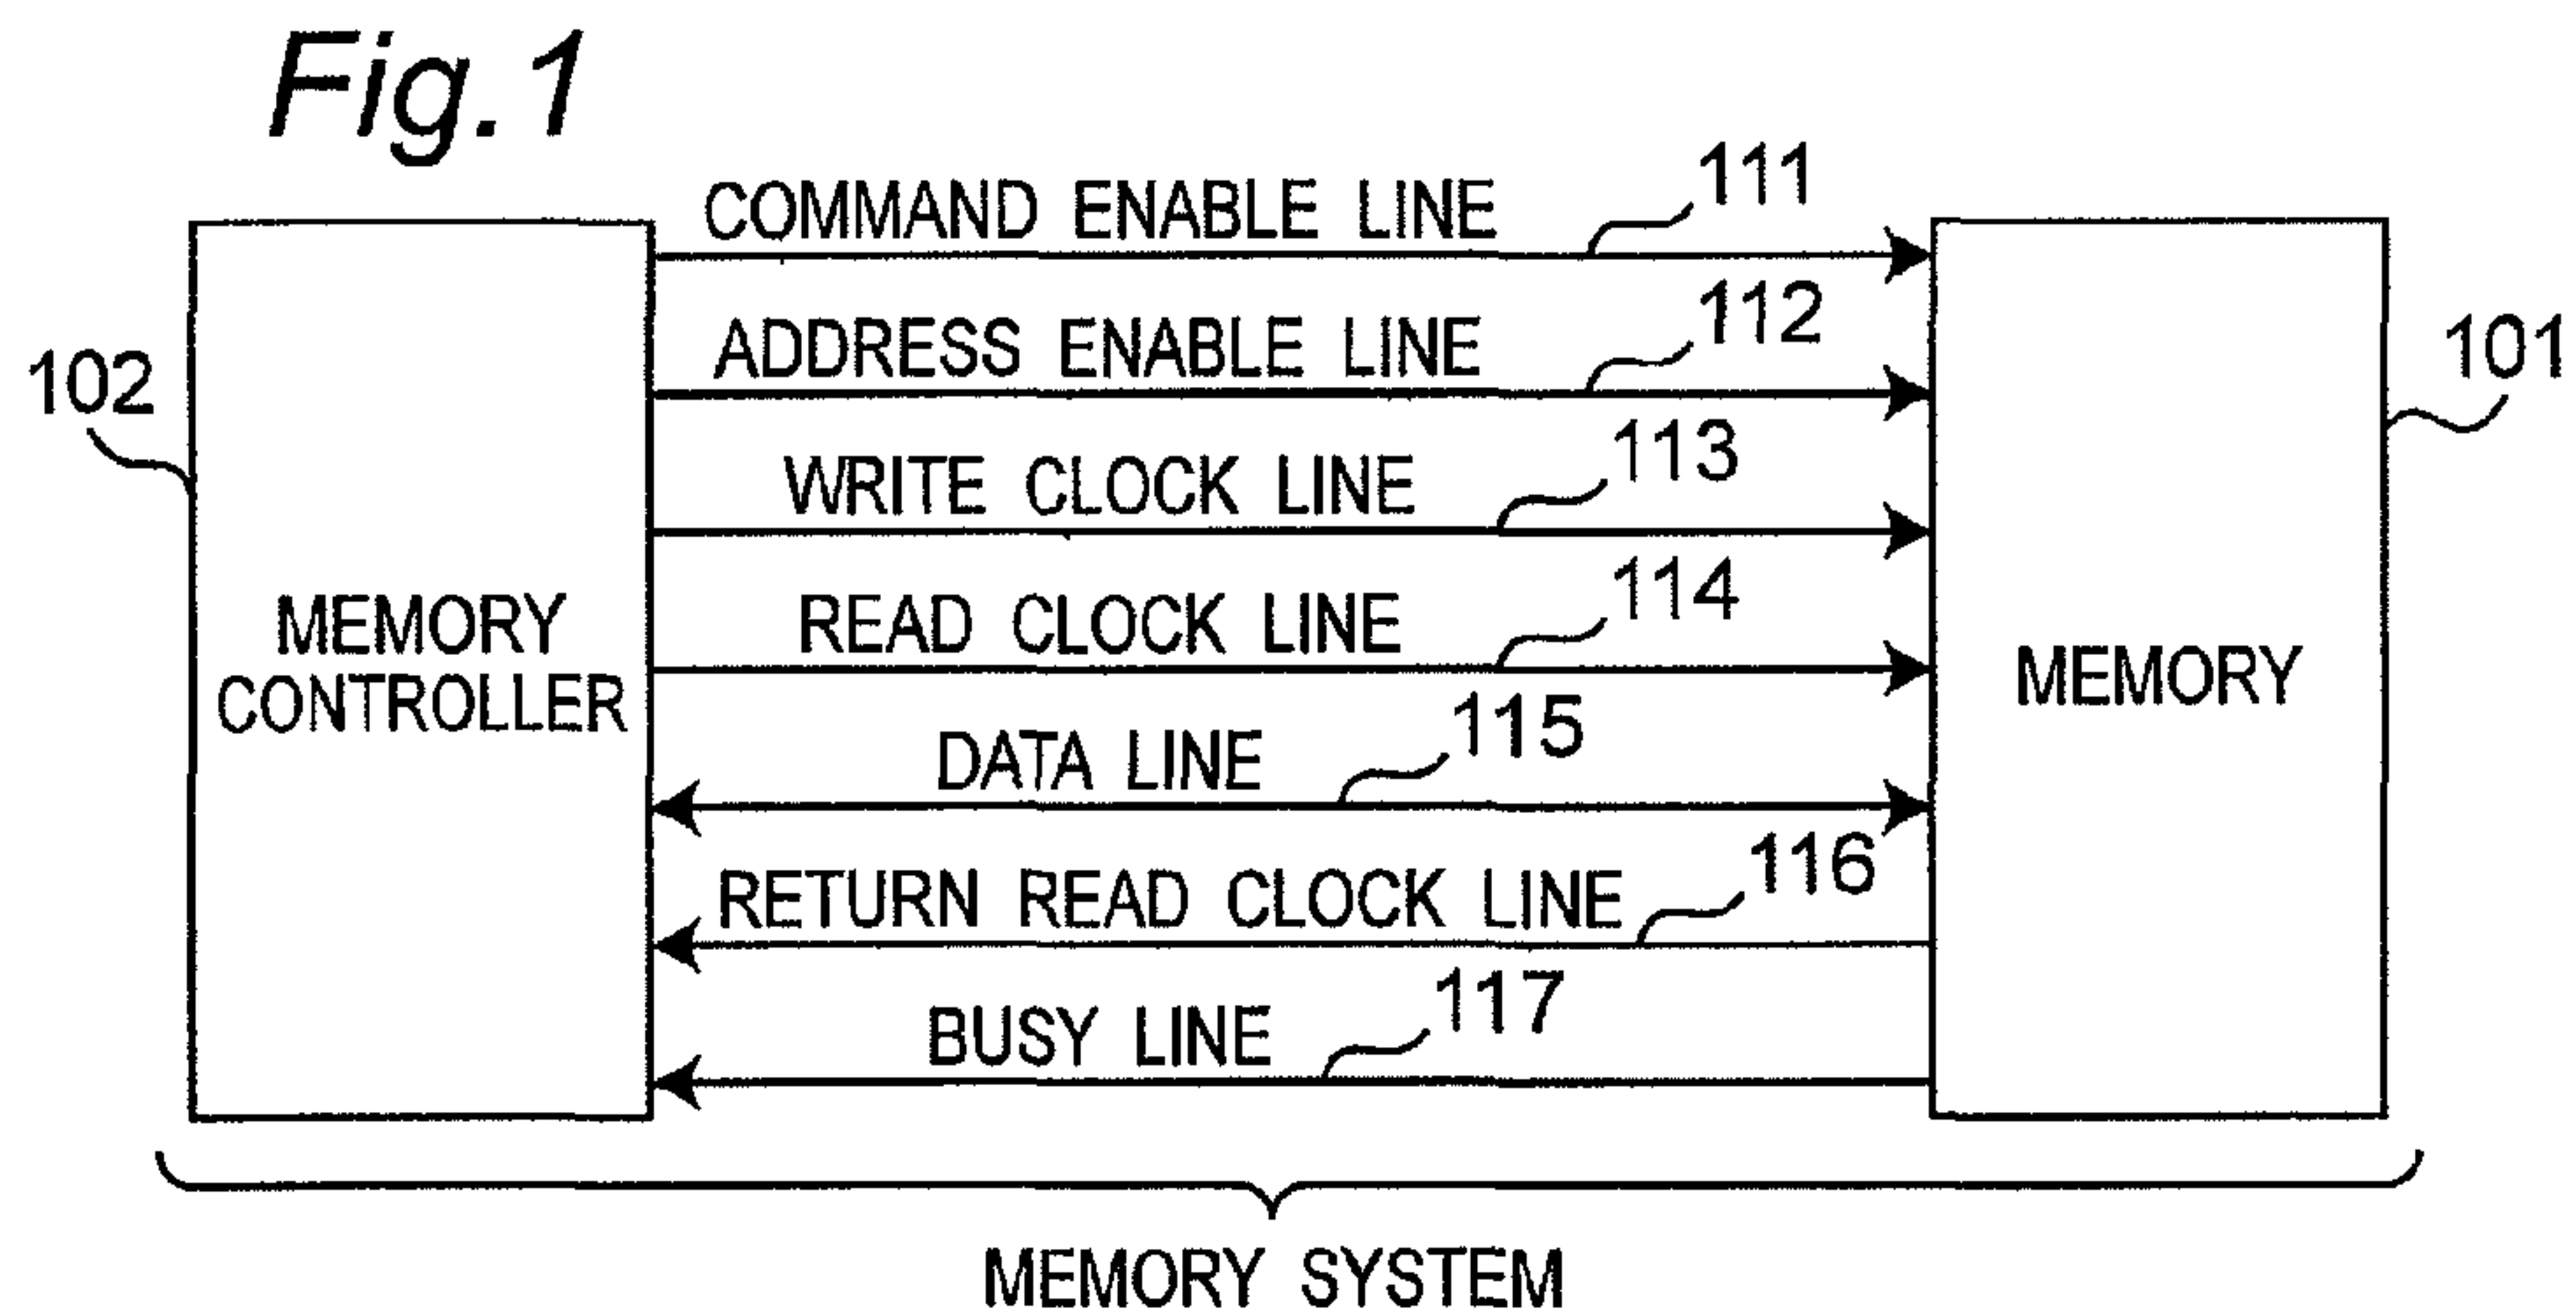 Fig.1
COMMAND ENABLE LINE 111
ADDRESS ENABLE LINE 112
102
101
WRITE CLOCK LINE 113
READ CLOCK LINE 114
MEMORY
CONTROLLER
MEMORY
DATA LINE 115
RETURN READ CLOCK LINE 116
BUSY LINE 117
MEMORY SYSTEM